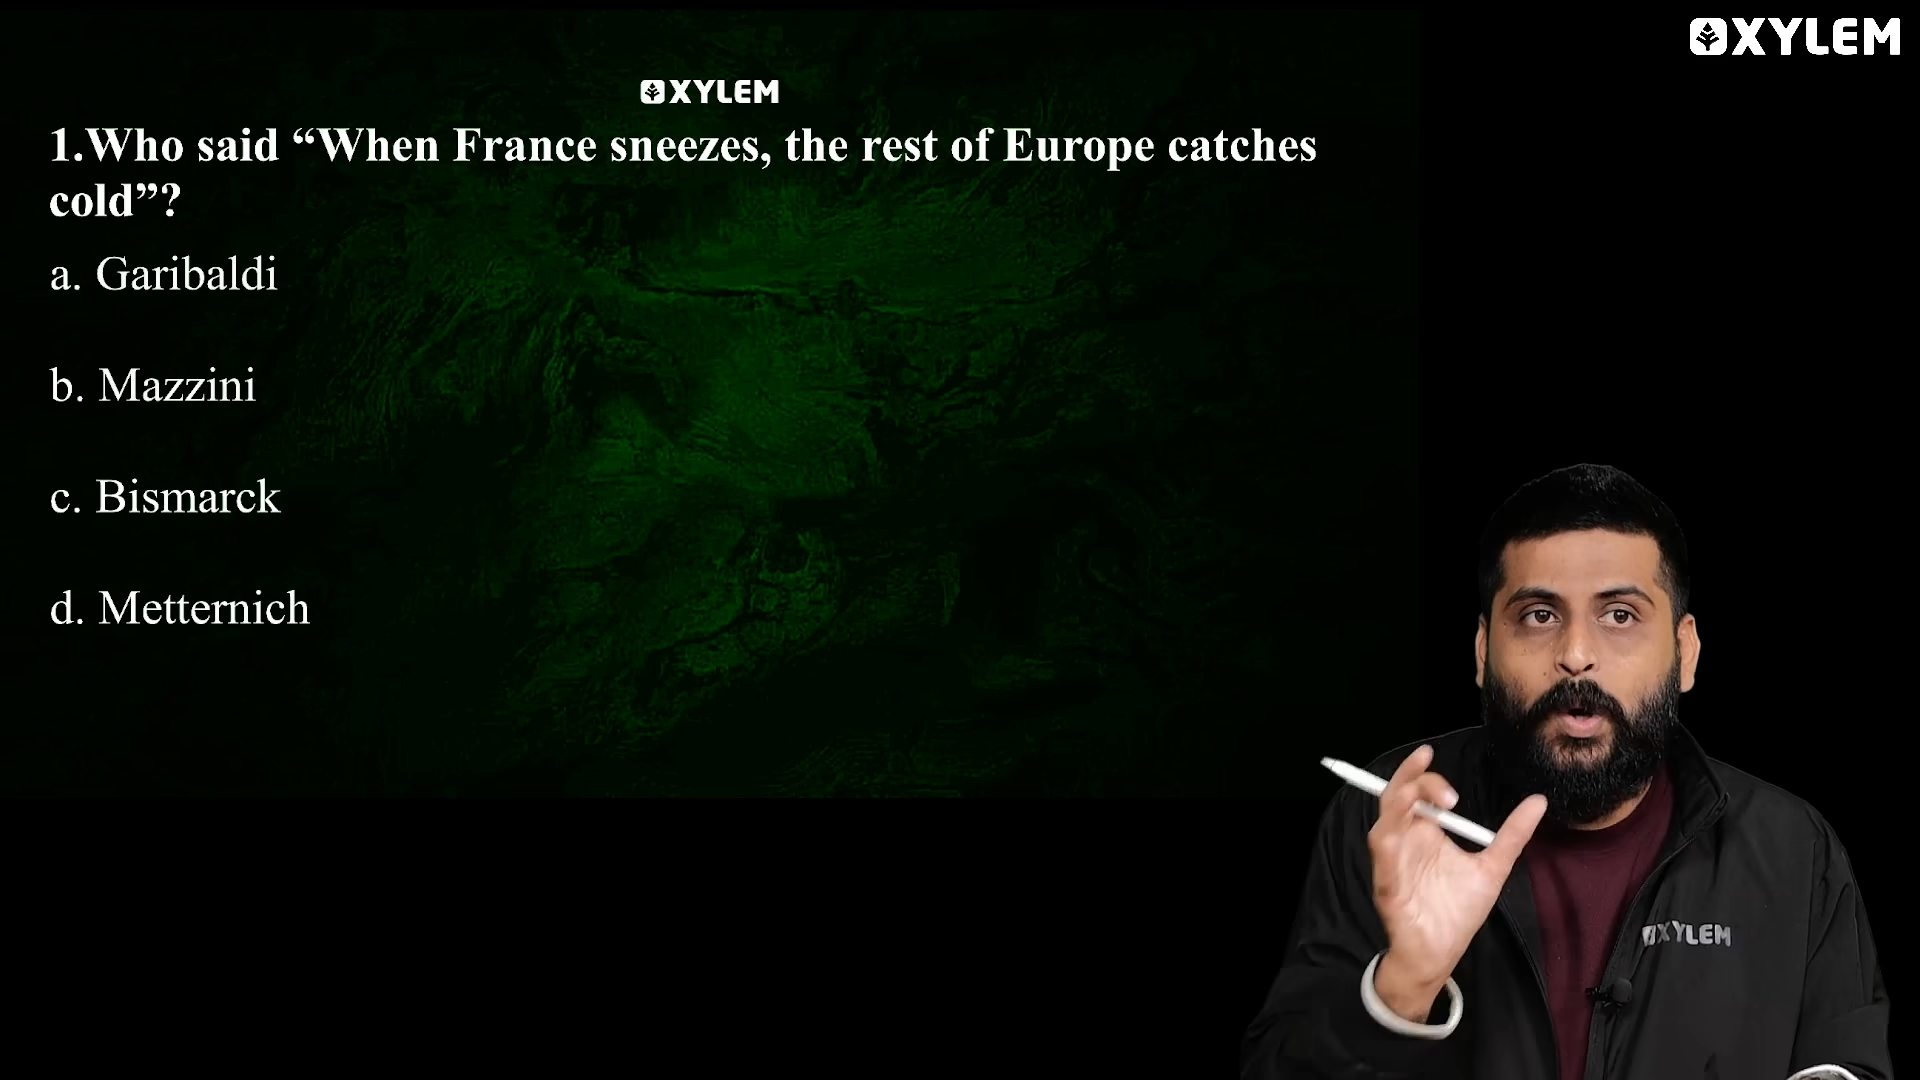 XYLEM
XYLEM
1.Who said “When France sneezes, the rest of Europe catches
cold”?
a. Garibaldi
b. Mazzini
c. Bismarck
d. Metternich
XYLEM